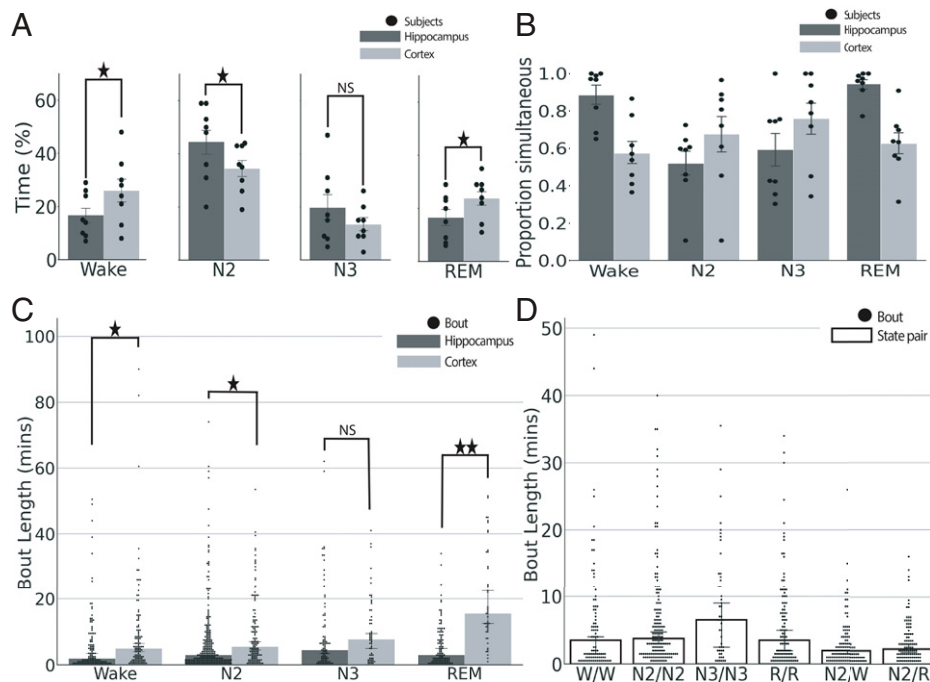 A
Subjects
Hippocampus
Cortex
NS
Time (%)
60
40
20
0
Wake
N2
N3
REM
B
Subjects
Hippocampus
Cortex
Proportion simultaneous
1.0
0.8
0.6
0.4
0.2
0.0
Wake
N2
N3
REM
C
Bout
Hippocampus
Cortex
NS
Bout Length (mins)
100
80
60
40
20
0
Wake
N2
N3
REM
D
Bout
State pair
Bout Length (mins)
50
40
30
20
10
0
W/W
N2/N2
N3/N3
R/R
N2/W
N2/R